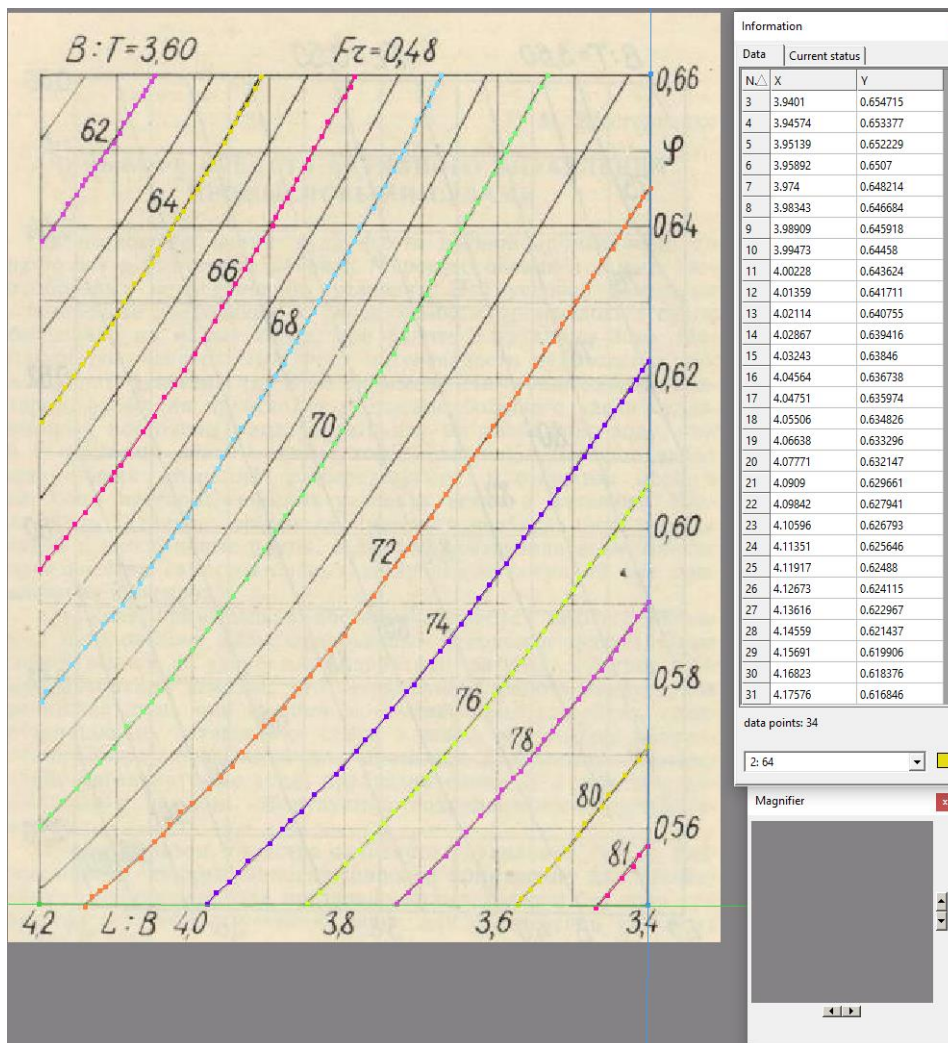 B:T=3,60 Fτ=0,48
0,66
62
φ
64
0,64
66
68
0,62
70
0,60
72
74
0,58
76
78
80
0,56
81
4,2 L:B 4,0 3,8 3,6 3,4
Information
Data Current status
N. X Y
3 3.9401 0.654715
4 3.94574 0.653377
5 3.95139 0.652229
6 3.95892 0.6507
7 3.974 0.648214
8 3.98343 0.646684
9 3.98909 0.645918
10 3.99473 0.64458
11 4.00228 0.643624
12 4.01359 0.641711
13 4.02114 0.640755
14 4.02867 0.639416
15 4.03243 0.63846
16 4.04564 0.636738
17 4.04751 0.635974
18 4.05506 0.634826
19 4.06638 0.633296
20 4.07771 0.632147
21 4.0909 0.629661
22 4.09842 0.627941
23 4.10596 0.626793
24 4.11351 0.625646
25 4.11917 0.62488
26 4.12673 0.624115
27 4.13616 0.622967
28 4.14559 0.621437
29 4.15691 0.619906
30 4.16823 0.618376
31 4.17576 0.616846
data points: 34
2: 64
Magnifier
x